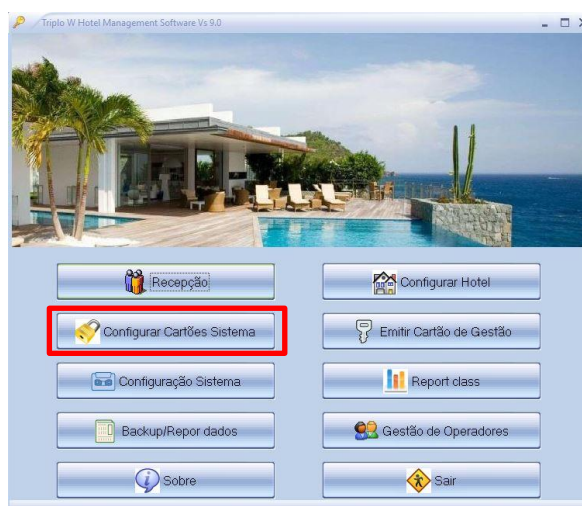 Triplo W Hotel Management Software Vs 9.0
Recepção
Configurar Hotel
Configurar Cartões Sistema
Emitir Cartão de Gestão
Configuração Sistema
Report class
Backup/Repor dados
Gestão de Operadores
Sobre
Sair